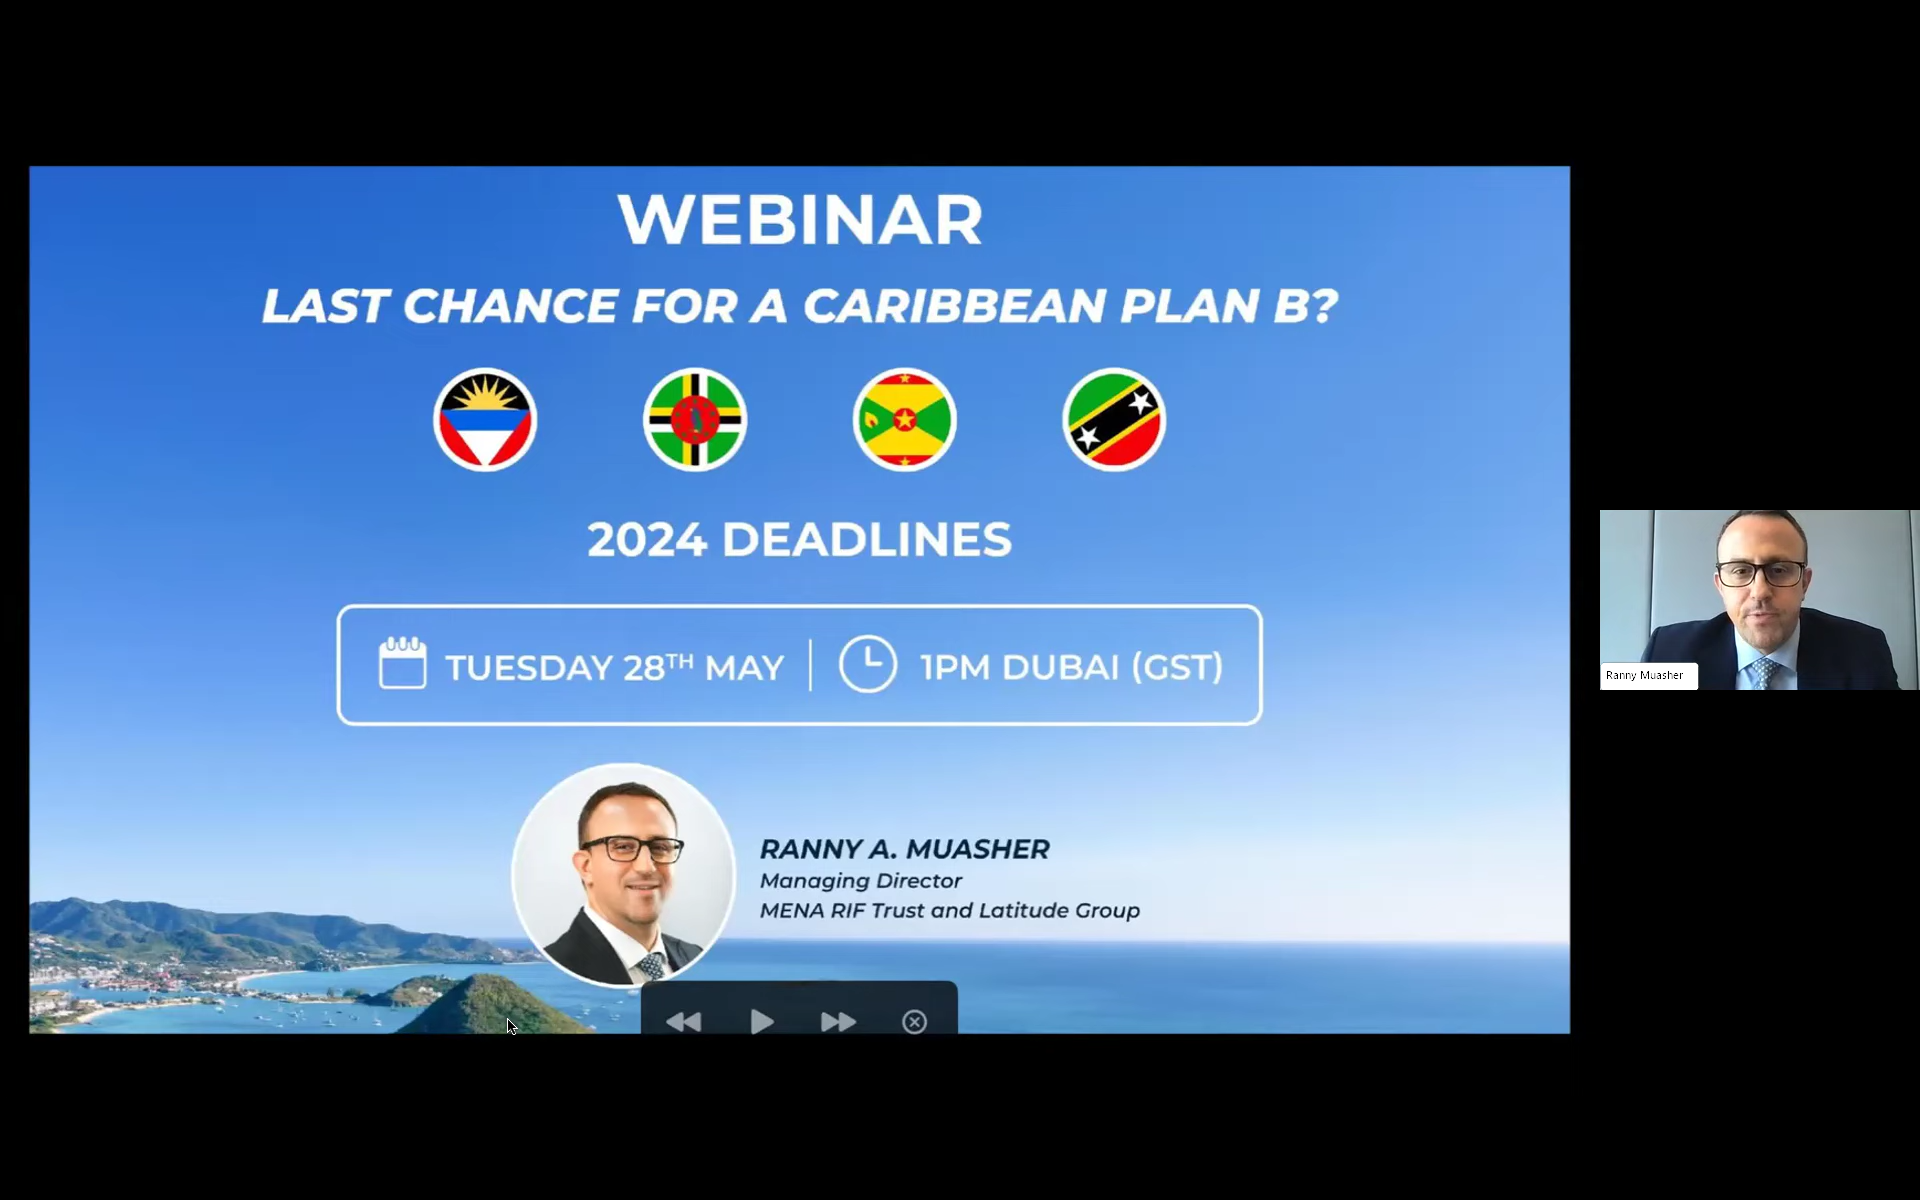 WEBINAR
LAST CHANCE FOR A CARIBBEAN PLAN B?
2024 DEADLINES
TUESDAY 28TH MAY
1PM DUBAI (GST)
RANNY A. MUASHER
Managing Director
MENA RIF Trust and Latitude Group
Ranny Muasher